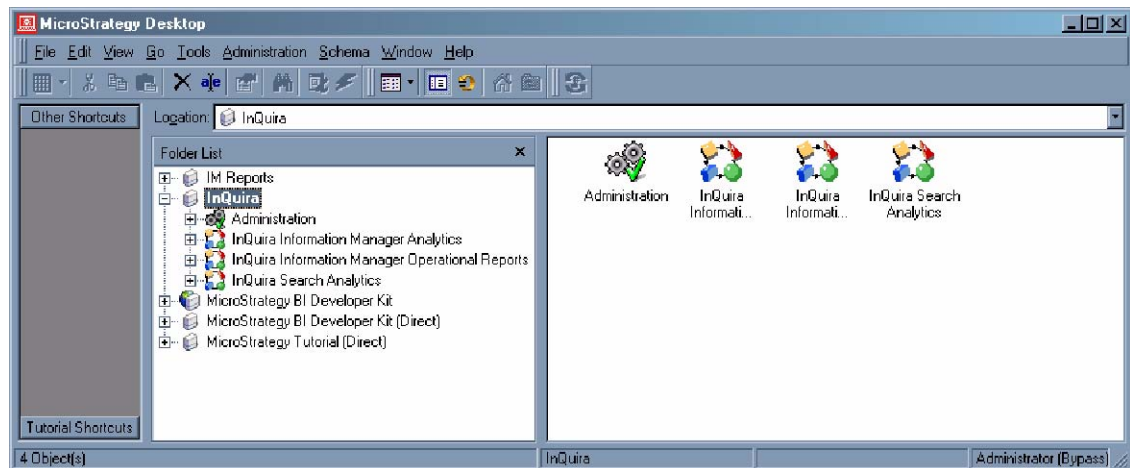 MicroStrategy Desktop
File Edit View Go Tools Administration Schema Window Help
Other Shortcuts
Location: InQuira
Folder List
IM Reports
InQuira
Administration
InQuira Information Manager Analytics
InQuira Information Manager Operational Reports
InQuira Search Analytics
MicroStrategy BI Developer Kit
MicroStrategy BI Developer Kit (Direct)
MicroStrategy Tutorial (Direct)
Administration
InQuira Informati...
InQuira Informati...
InQuira Search Analytics
Tutorial Shortcuts
4 Object(s) InQuira Administrator (Bypass)